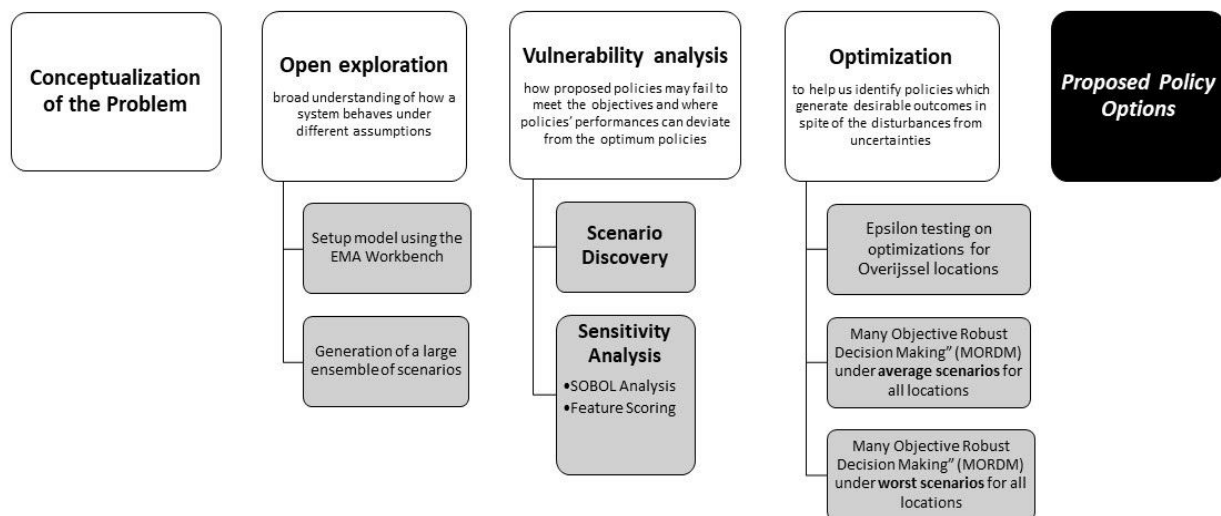 Conceptualization
of the Problem
Open exploration
broad understanding of how a
system behaves under
different assumptions
Setup model using the
EMA Workbench
Generation of a large
ensemble of scenarios
Vulnerability analysis
how proposed policies may fail to
meet the objectives and where
policies' performances can deviate
from the optimum policies
Scenario
Discovery
Sensitivity
Analysis
•SOBOL Analysis
•Feature Scoring
Optimization
to help us identify policies which
generate desirable outcomes in
spite of the disturbances from
uncertainties
Epsilon testing on
optimizations for
Overijssel locations
Many Objective Robust
Decision Making” (MORDM)
under average scenarios for
all locations
Many Objective Robust
Decision Making” (MORDM)
under worst scenarios for all
locations
Proposed Policy
Options